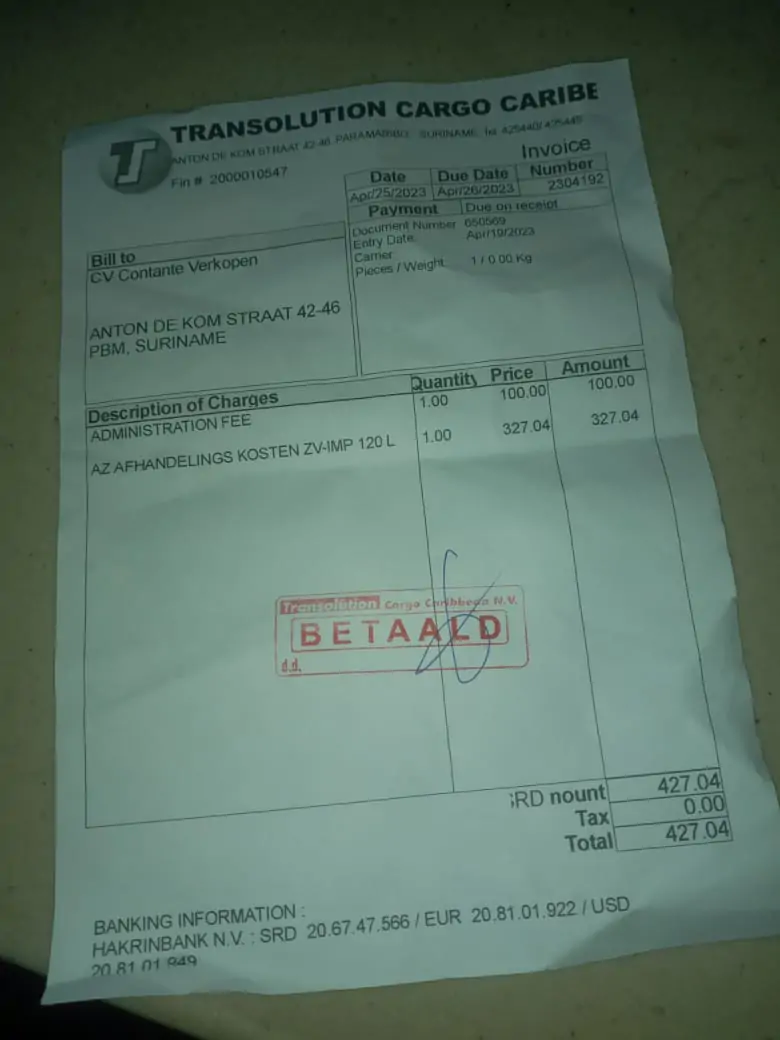 TRANSOLUTION CARGO CARIBE
ANTON DE KOM STRAAT 42-46, PARAMARIBO, SURINAME, Tel 425440/
Fin # 2000010547
Invoice
Date Due Date Number
Apr/25/2023 Apr/26/2023 2304192
Payment Due on receipt
Document Number 050569
Entry Date: Apr/19/2023
Carrier:
Pieces / Weight: 1 / 0.00 Kg
Bill to
CV Contante Verkopen
ANTON DE KOM STRAAT 42-46
PBM, SURINAME
Description of Charges Quantity Price Amount
ADMINISTRATION FEE 1.00 100.00 100.00
AZ AFHANDELINGS KOSTEN ZV-IMP 120 L 1.00 327.04 327.04
Transolution Cargo Caribbean N.V.
BETAALD
d.d.
SRD nount 427.04
Tax 0.00
Total 427.04
BANKING INFORMATION :
HAKRINBANK N.V. : SRD 20.67.47.566 / EUR 20.81.01.922 / USD
20.81.01.949